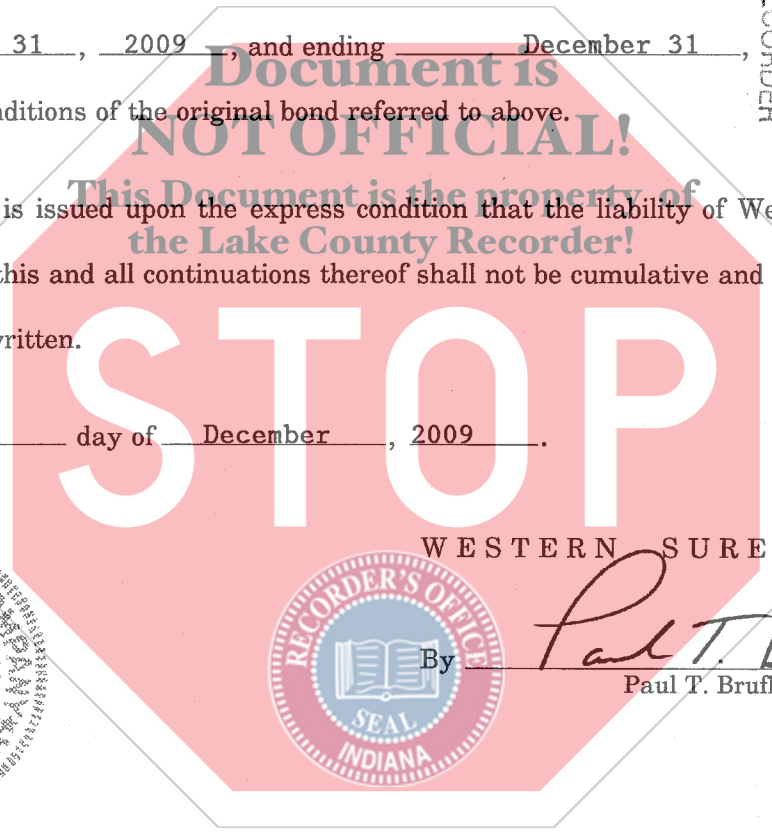 31, 2009, and ending December 31,
Document is
nditions of the original bond referred to above.
NOT OFFICIAL!
This Document is the property of
is issued upon the express condition that the liability of We
the Lake County Recorder!
this and all continuations thereof shall not be cumulative and
ritten.
STOP
day of December, 2009.
WESTERN SURE
RECORDER'S OFFICE
By Paul T.
Paul T. Brufl
SEAL
INDIANA